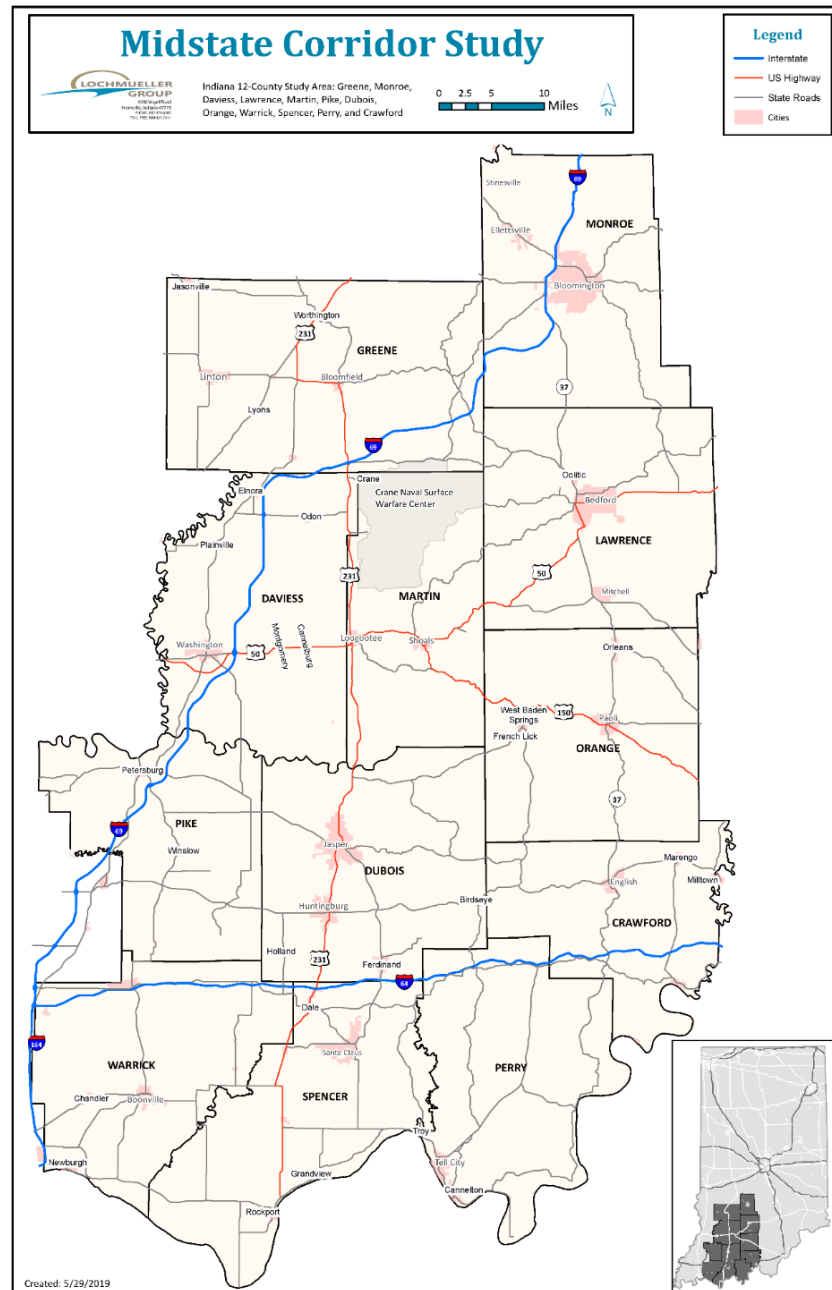 Midstate Corridor Study
LOCHMUELLER
GROUP
6200 Vogel Road
Evansville, Indiana 47715
Indiana 12-County Study Area: Greene, Monroe,
Daviess, Lawrence, Martin, Pike, Dubois,
Orange, Warrick, Spencer, Perry, and Crawford
0 2.5 5 10
Miles
N
Legend
Interstate
US Highway
State Roads
Cities
69
Stinesville
MONROE
Ellettsville
Bloomington
Jasonville
Worthington
231
GREENE
Linton
Bloomfield
37
Lyons
69
Oolitic
Crane
Elnora
Crane Naval Surface
Warfare Center
Bedford
Odon
LAWRENCE
Plainville
231
50
DAVIESS
MARTIN
Mitchell
Washington
50
Montgomery
Cannelburg
Loogootee
Shoals
Orleans
West Baden
Springs
150
Paoli
French Lick
ORANGE
Petersburg
37
69
PIKE
Winslow
Jasper
DUBOIS
Marengo
Milltown
English
Huntingburg
Birdseye
CRAWFORD
Holland
231
Ferdinand
64
Dale
164
Santa Claus
WARRICK
PERRY
Chandler
Boonville
SPENCER
Troy
Newburgh
Grandview
Tell City
Cannelton
Rockport
Created: 5/29/2019